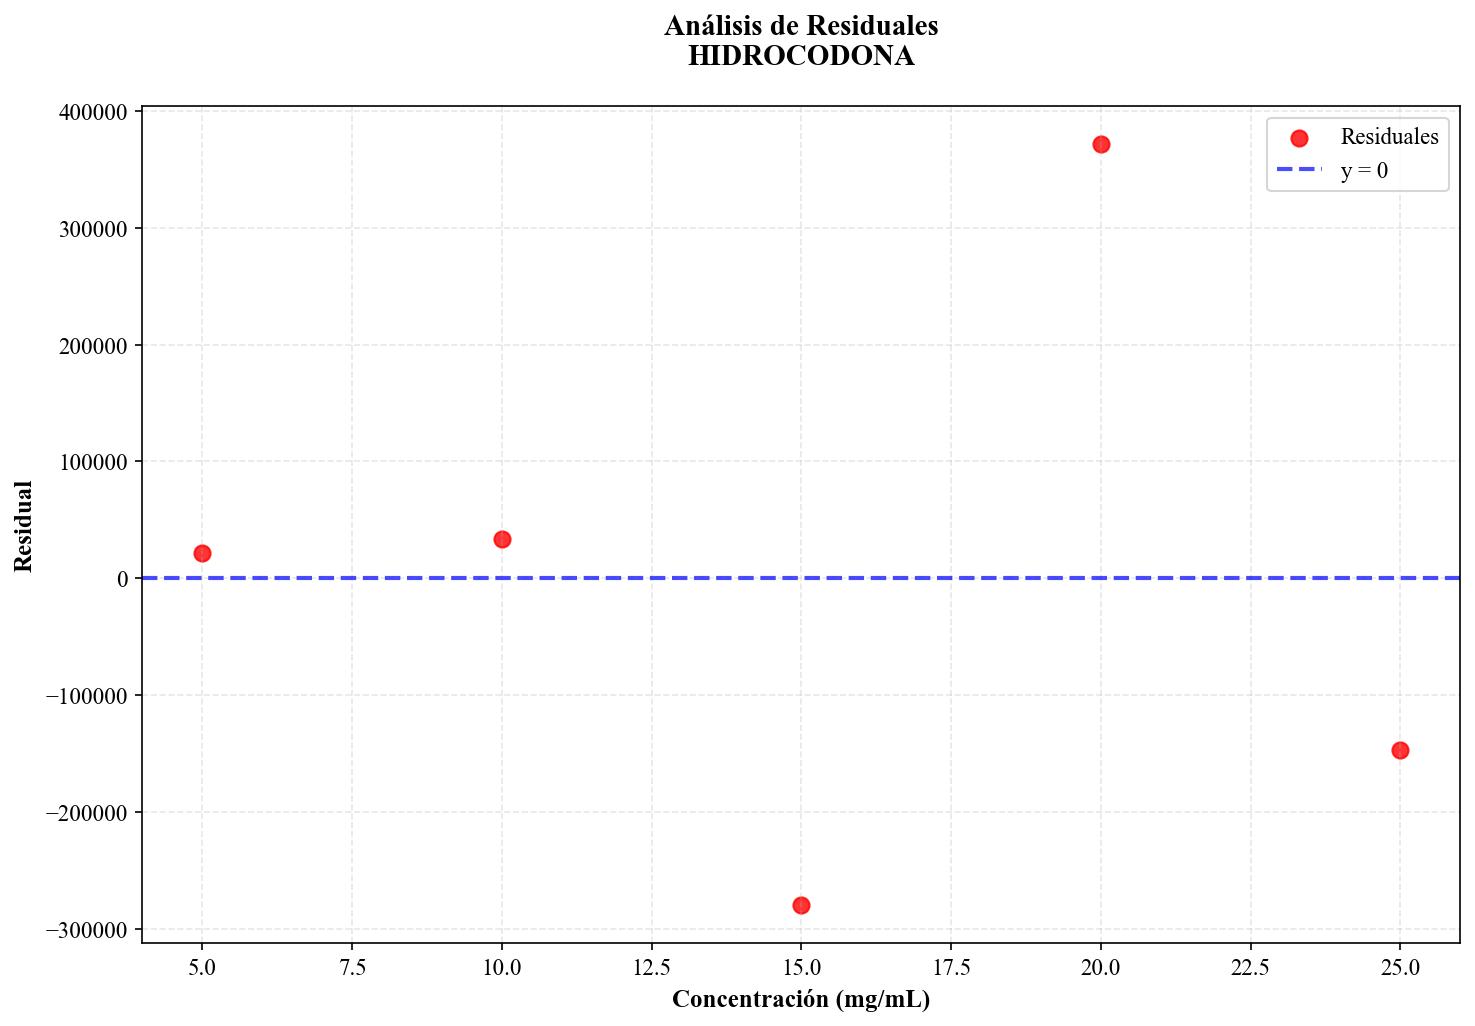 Análisis de Residuales
HIDROCODONA
400000
300000
200000
100000
0
−100000
−200000
−300000
Residual
Residuales
y = 0
5.0 7.5 10.0 12.5 15.0 17.5 20.0 22.5 25.0
Concentración (mg/mL)